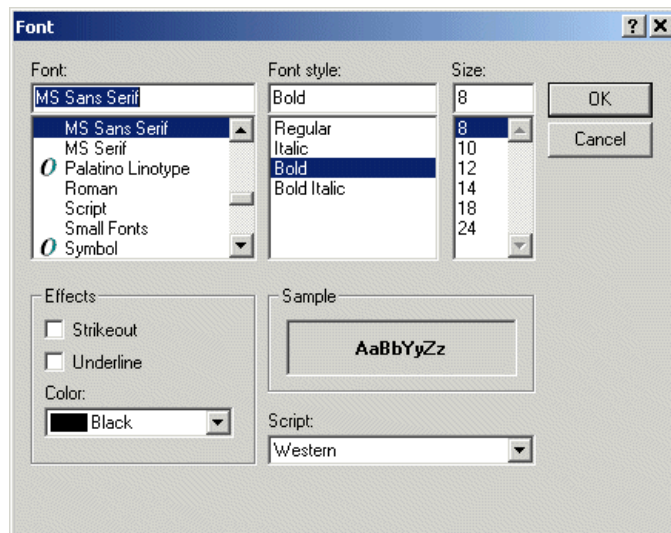 Font
Font: Font style: Size:
MS Sans Serif Bold 8 OK
MS Sans Serif Regular 8 Cancel
MS Serif Italic 10
Palatino Linotype Bold 12
Roman Bold Italic 14
Script 18
Small Fonts 24
Symbol
Effects
Strikeout
Underline
Color:
Black
Sample
AaBbYyZz
Script:
Western